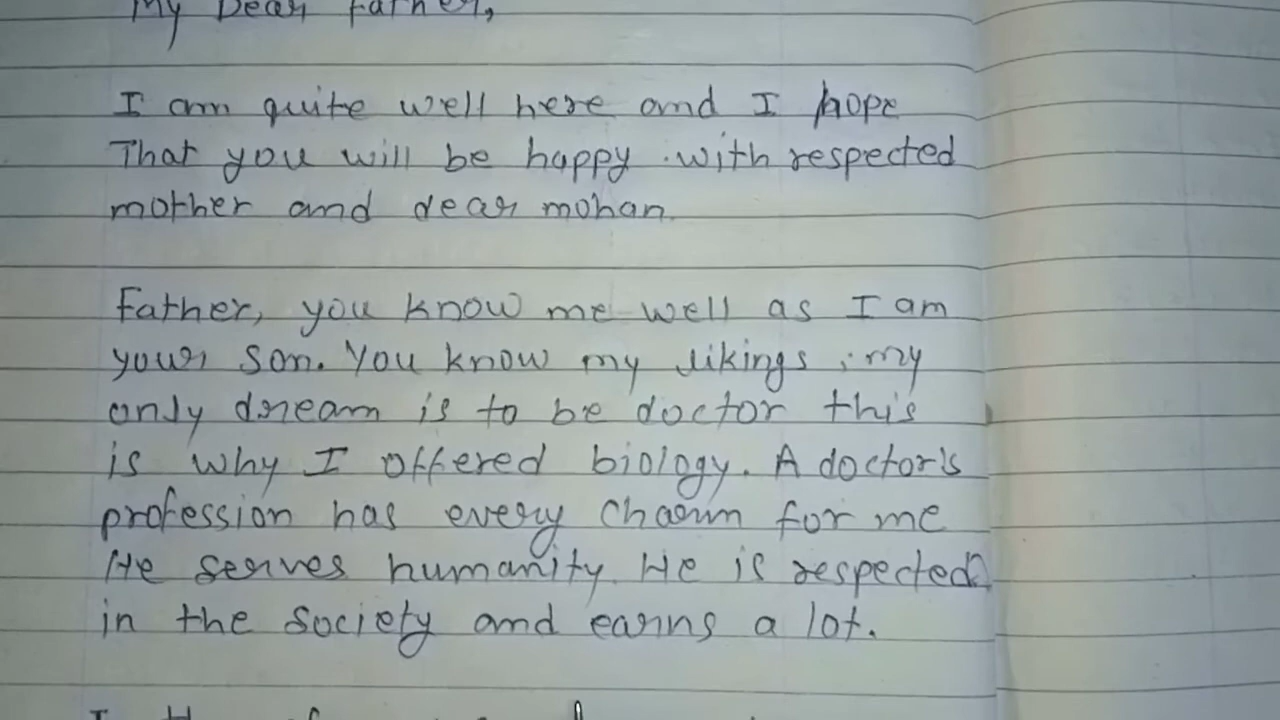 My Dear Father,
I am quite well here and I hope
That you will be happy with respected
mother and dear mohan.
Father, you know me well as I am
your son. You know my likings, my
only dream is to be doctor this
is why I offered biology. A doctor's
profession has every charm for me
He serves humanity. He is respected
in the society and earns a lot.